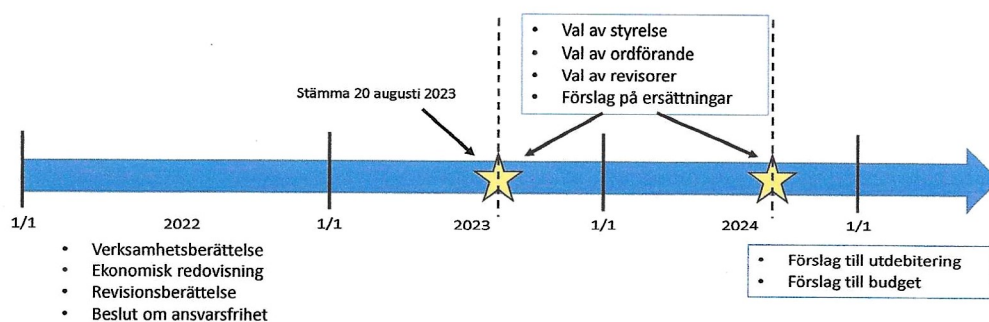 • Val av styrelse
• Val av ordförande
• Val av revisorer
• Förslag på ersättningar
Stämma 20 augusti 2023
1/1
2022
1/1
2023
1/1
2024
1/1
• Verksamhetsberättelse
• Ekonomisk redovisning
• Revisionsberättelse
• Beslut om ansvarsfrihet
• Förslag till utdebitering
• Förslag till budget